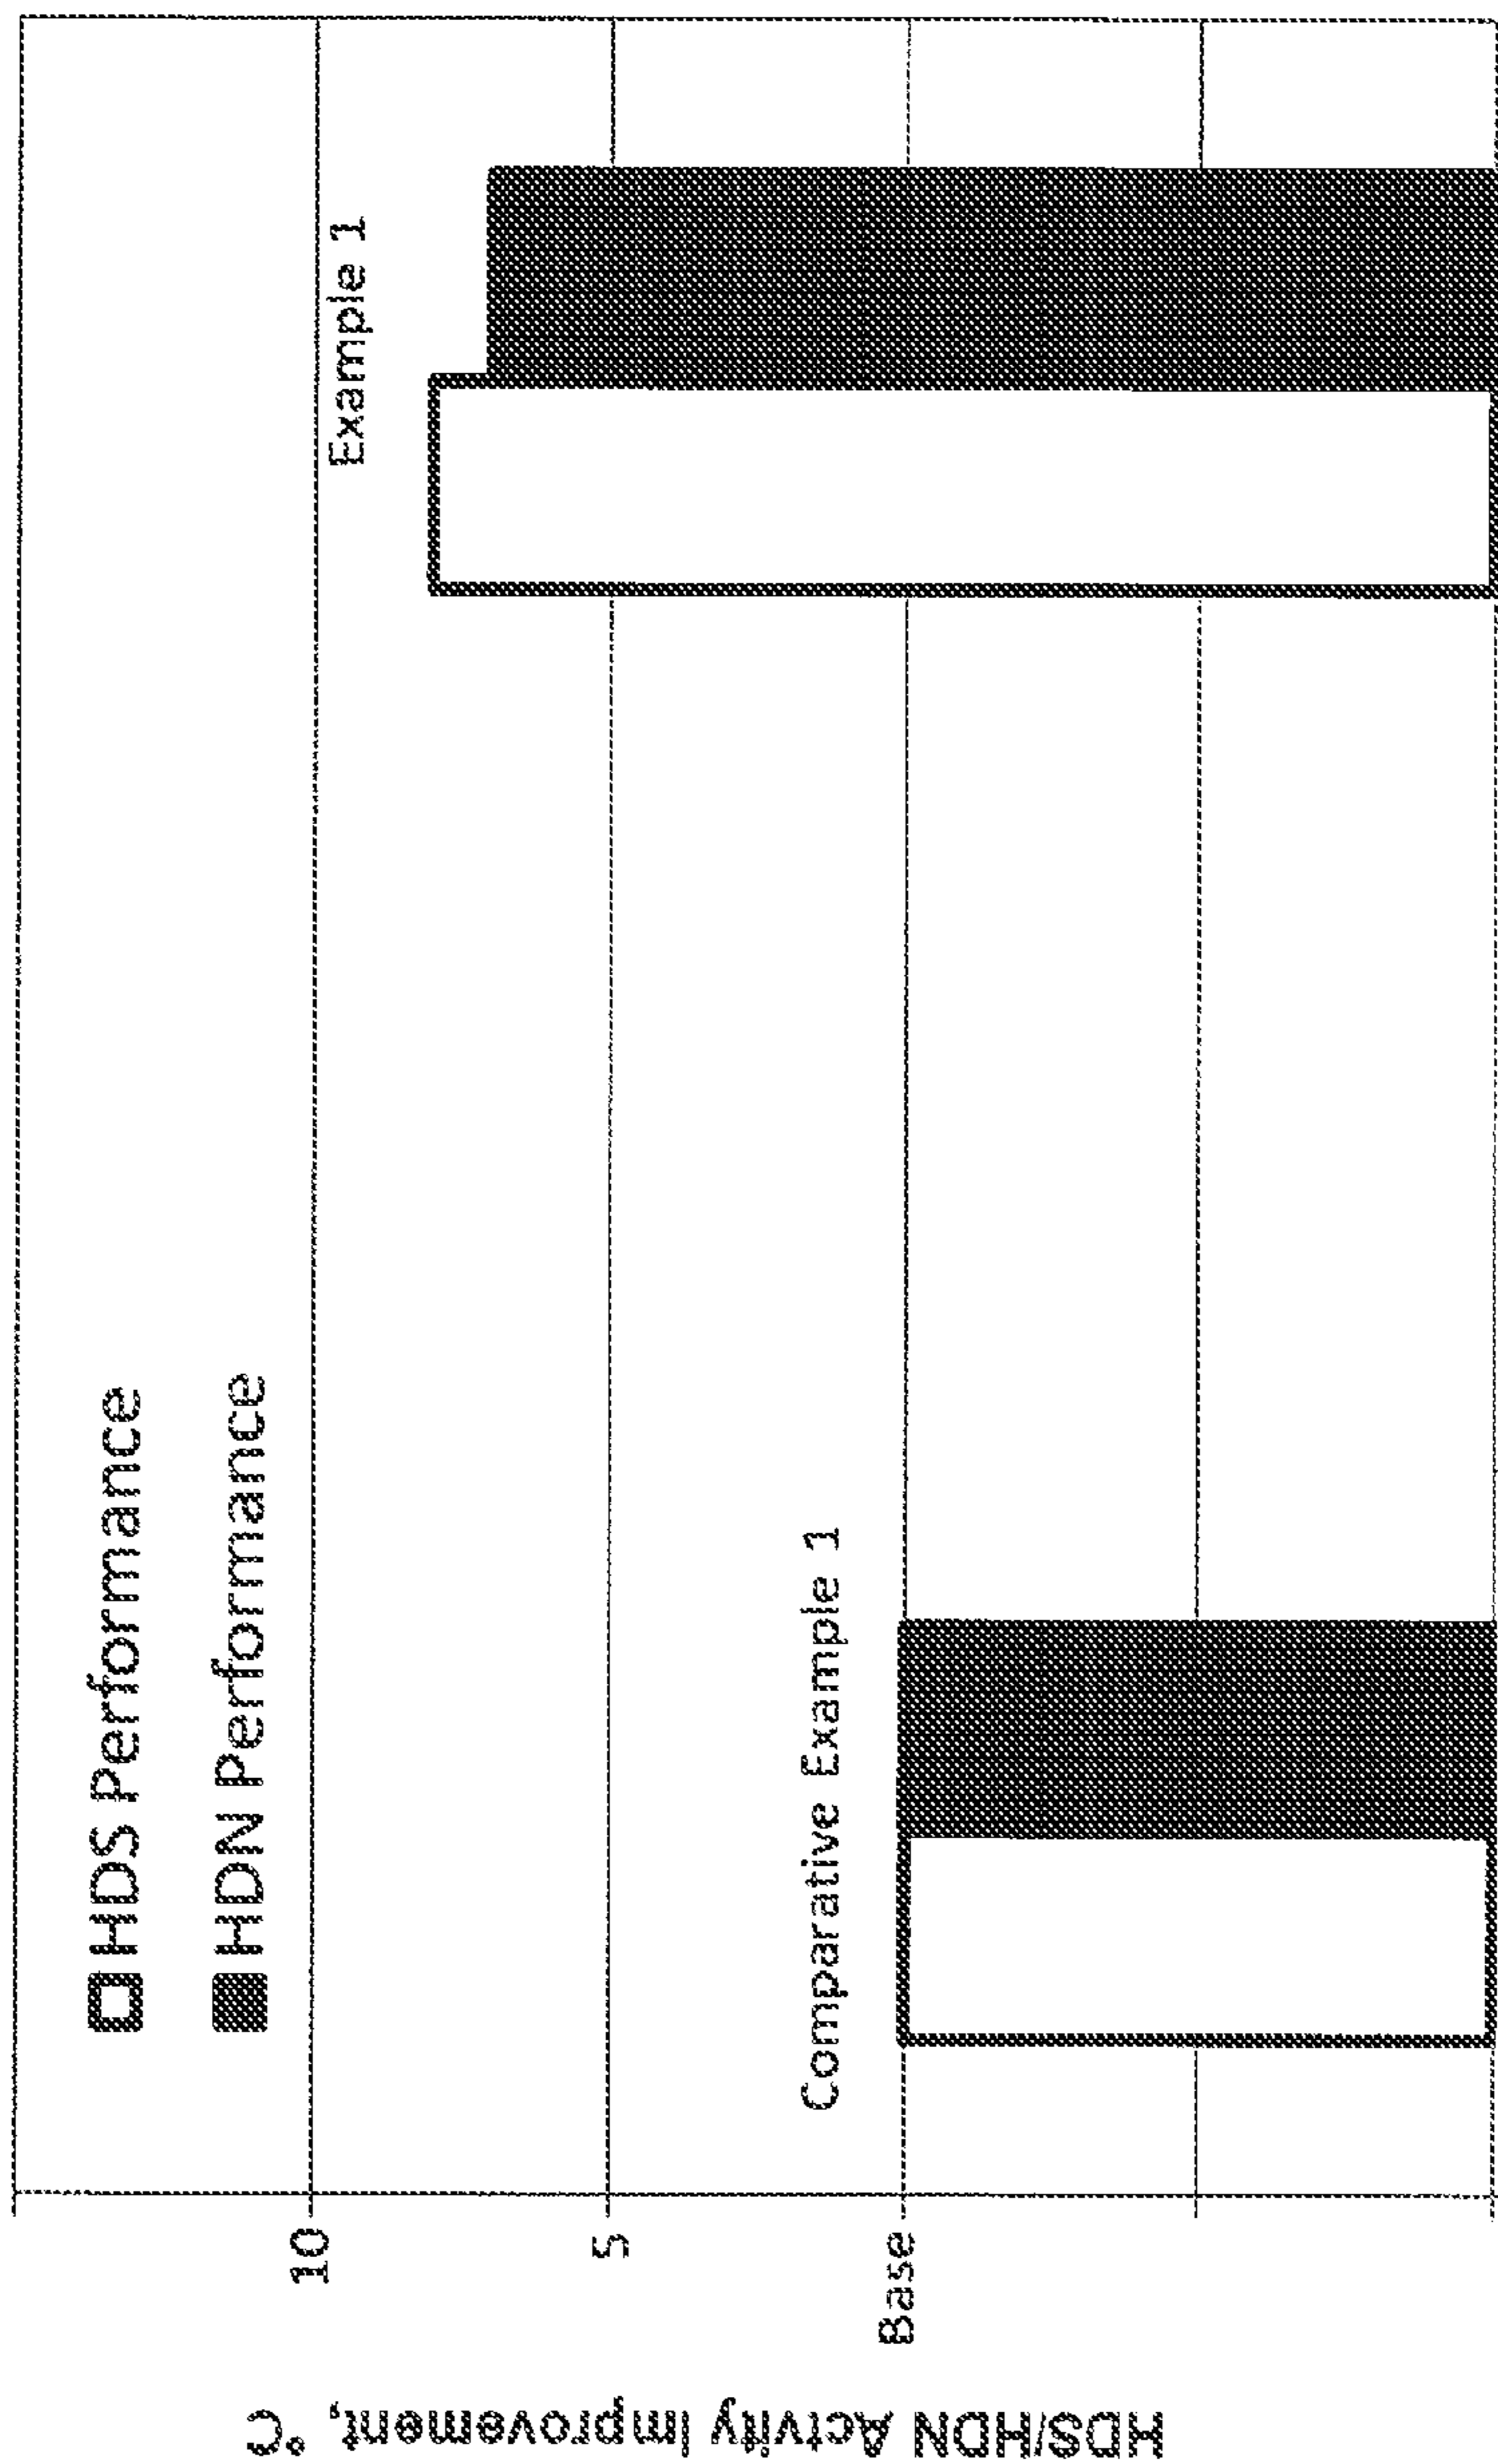 HDS Performance
HDN Performance
Example 1
Comparative Example 1
10
5
Base
HDS/HDN Activity Improvement, °C